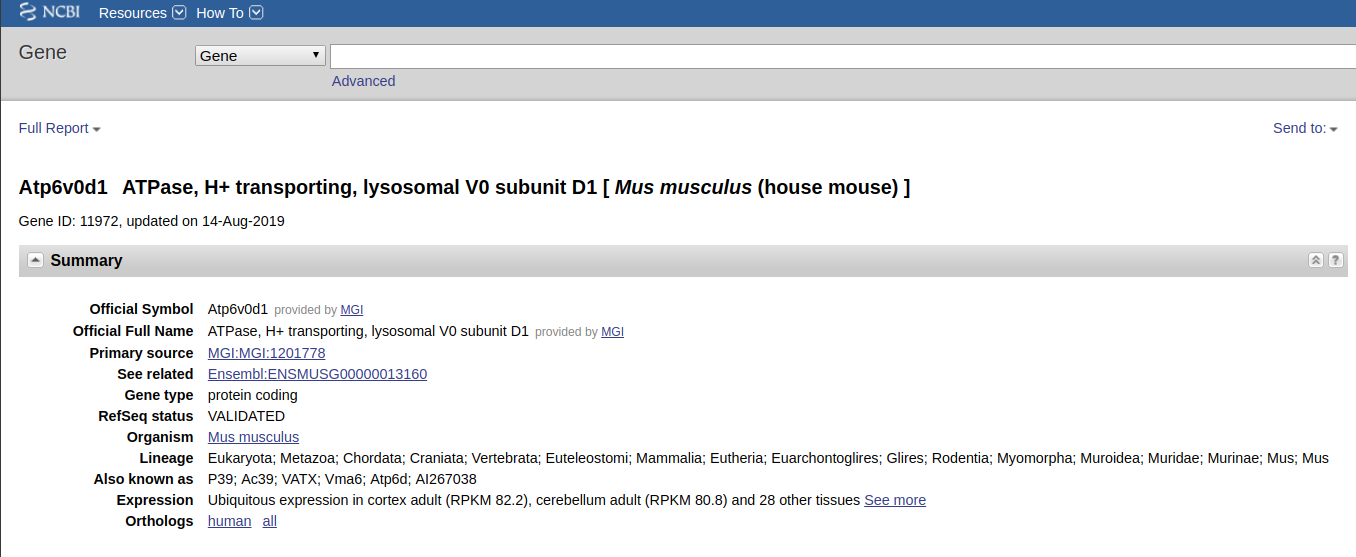 NCBI Resources How To
Gene Gene
Advanced
Full Report Send to:
Atp6v0d1 ATPase, H+ transporting, lysosomal V0 subunit D1 [ Mus musculus (house mouse) ]
Gene ID: 11972, updated on 14-Aug-2019
Summary ?
Official Symbol Atp6v0d1 provided by MGI
Official Full Name ATPase, H+ transporting, lysosomal V0 subunit D1 provided by MGI
Primary source MGI:MGI:1201778
See related Ensembl:ENSMUSG00000013160
Gene type protein coding
RefSeq status VALIDATED
Organism Mus musculus
Lineage Eukaryota; Metazoa; Chordata; Craniata; Vertebrata; Euteleostomi; Mammalia; Eutheria; Euarchontoglires; Glires; Rodentia; Myomorpha; Muroidea; Muridae; Murinae; Mus; Mus
Also known as P39; Ac39; VATX; Vma6; Atp6d; AI267038
Expression Ubiquitous expression in cortex adult (RPKM 82.2), cerebellum adult (RPKM 80.8) and 28 other tissues See more
Orthologs human all